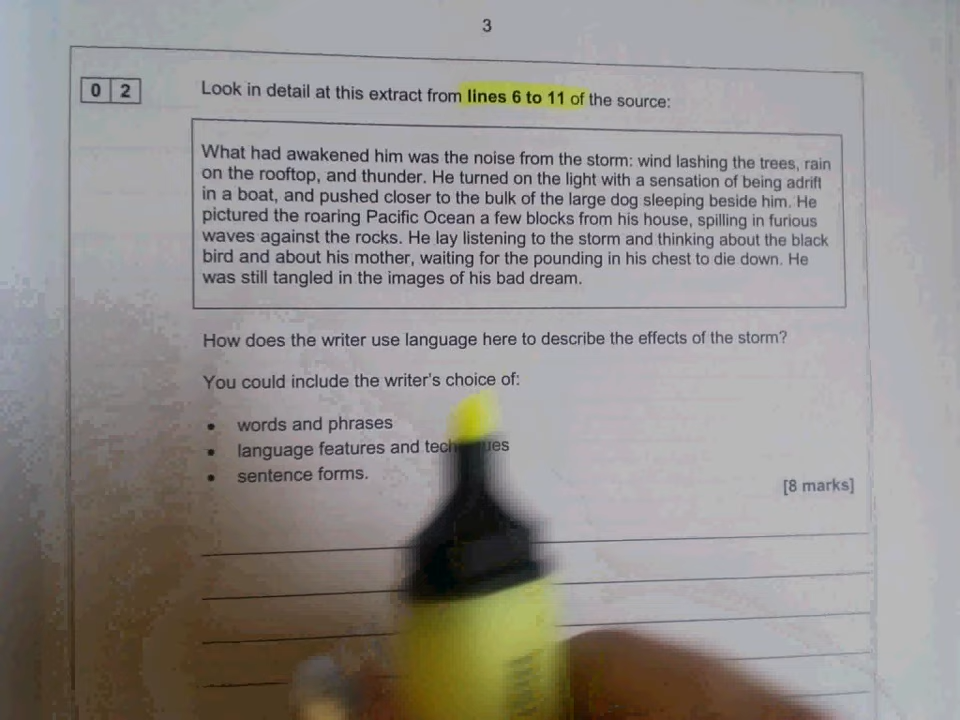 3
0 2
Look in detail at this extract from lines 6 to 11 of the source:
What had awakened him was the noise from the storm: wind lashing the trees, rain
on the rooftop, and thunder. He turned on the light with a sensation of being adrift
in a boat, and pushed closer to the bulk of the large dog sleeping beside him. He
pictured the roaring Pacific Ocean a few blocks from his house, spilling in furious
waves against the rocks. He lay listening to the storm and thinking about the black
bird and about his mother, waiting for the pounding in his chest to die down. He
was still tangled in the images of his bad dream.
How does the writer use language here to describe the effects of the storm?
You could include the writer's choice of:
• words and phrases
• language features and techniques
• sentence forms.
[8 marks]